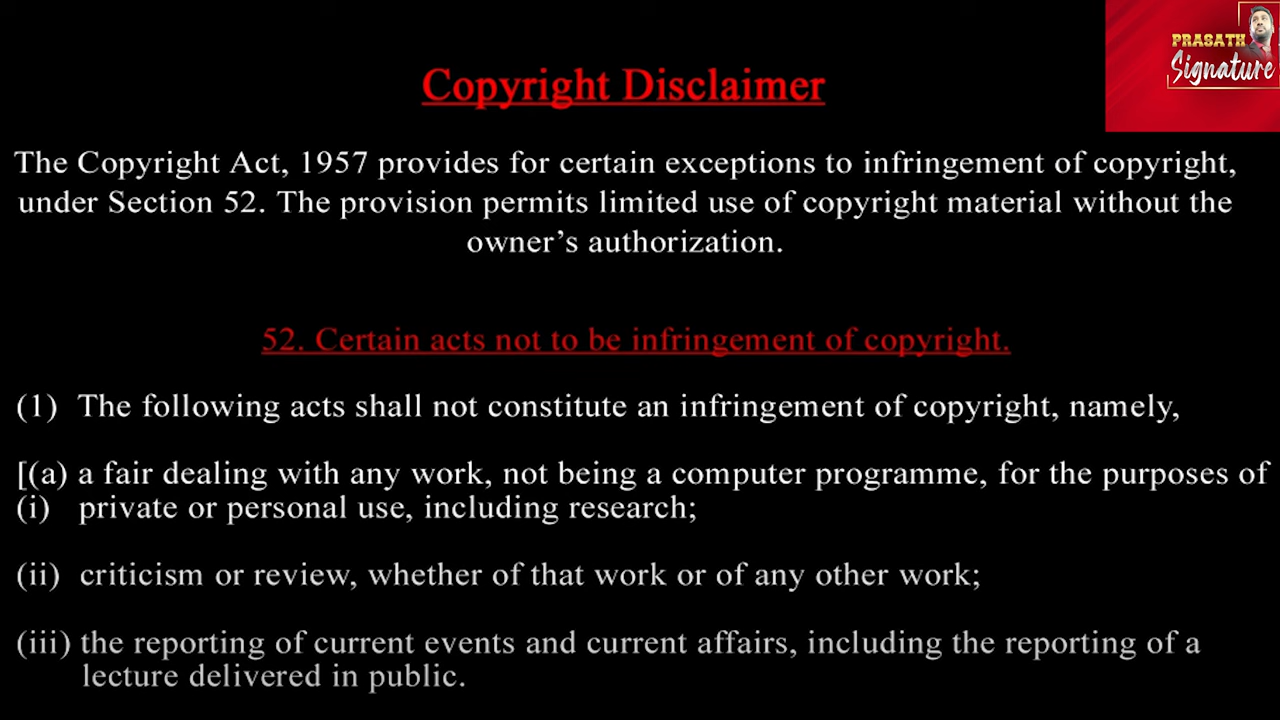 PRASATH
Signature
Copyright Disclaimer
The Copyright Act, 1957 provides for certain exceptions to infringement of copyright,
under Section 52. The provision permits limited use of copyright material without the
owner’s authorization.
52. Certain acts not to be infringement of copyright.
(1) The following acts shall not constitute an infringement of copyright, namely,
[(a) a fair dealing with any work, not being a computer programme, for the purposes of
(i) private or personal use, including research;
(ii) criticism or review, whether of that work or of any other work;
(iii) the reporting of current events and current affairs, including the reporting of a
lecture delivered in public.